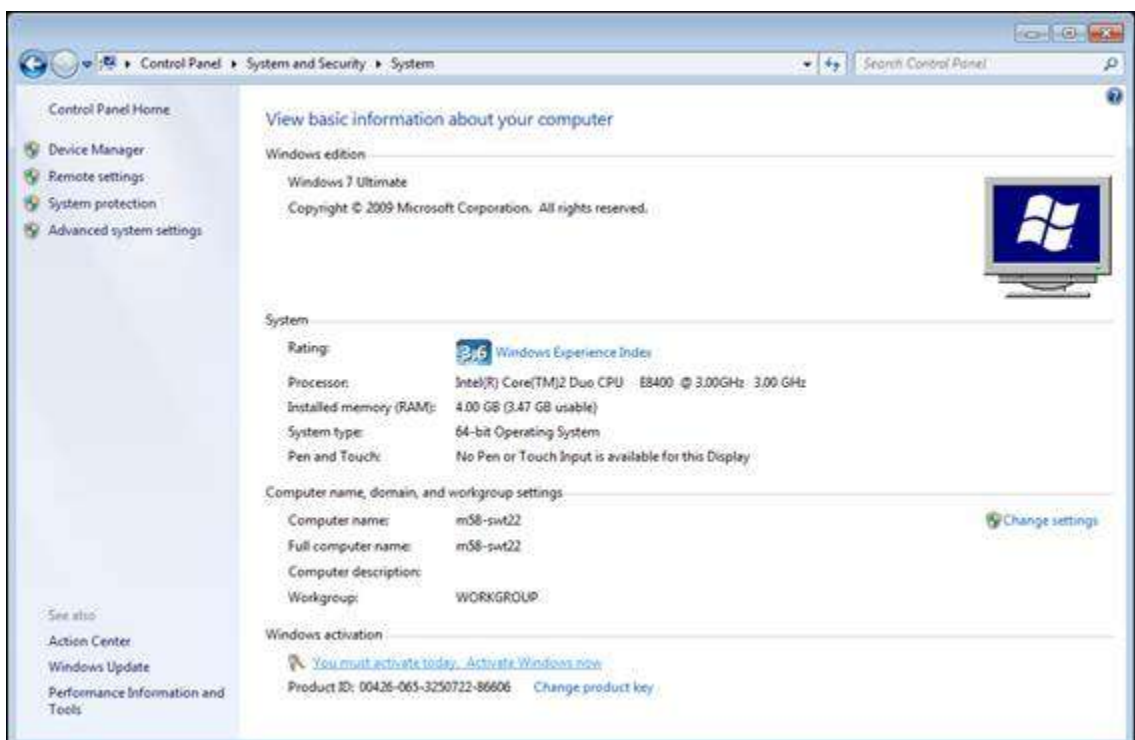 Control Panel ▸ System and Security ▸ System
Search Control Panel
Control Panel Home
Device Manager
Remote settings
System protection
Advanced system settings
See also
Action Center
Windows Update
Performance Information and
Tools
View basic information about your computer
Windows edition
Windows 7 Ultimate
Copyright © 2009 Microsoft Corporation. All rights reserved.
System
Rating:
3,6 Windows Experience Index
Processor: Intel(R) Core(TM)2 Duo CPU E8400 @ 3.00GHz 3.00 GHz
Installed memory (RAM): 4.00 GB (3.47 GB usable)
System type: 64-bit Operating System
Pen and Touch: No Pen or Touch Input is available for this Display
Computer name, domain, and workgroup settings
Computer name: m58-swt22
Change settings
Full computer name: m58-swt22
Computer description:
Workgroup: WORKGROUP
Windows activation
You must activate today. Activate Windows now
Product ID: 00426-065-3250722-86606 Change product key